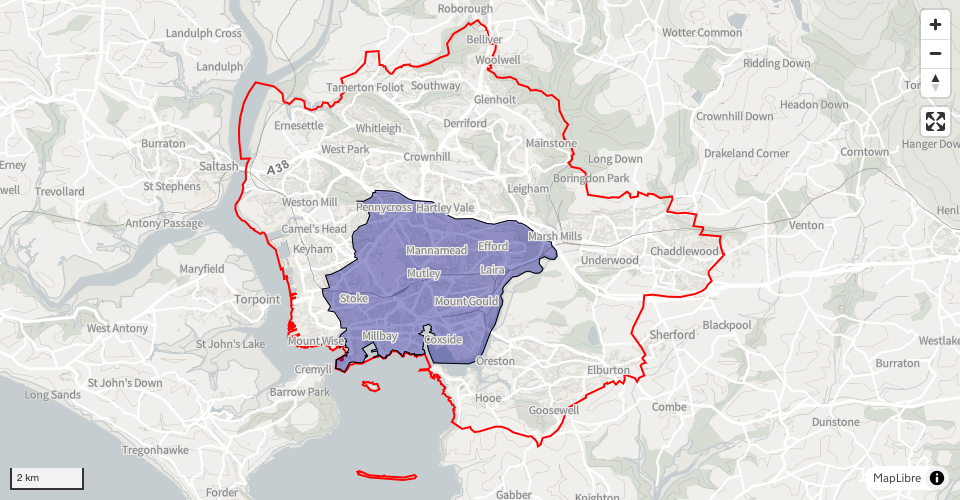 Roborough
Landulph Cross
Belliver
Wotter Common
Woolwell
Landulph
Ridding Down
Tamerton Foliot
Southway
Glenholt
Headon Down
Ernesettle
Derriford
Crownhill Down
Whitleigh
Burraton
Mainstone
West Park
Drakeland Corner
Corntown
Hanger Down
Crownhill
Long Down
Saltash
A38
Erney
Boringdon Park
St Stephens
Leigham
Trevollard
Weston Mill
Pennycross
Hartley Vale
Antony Passage
Venton
Camel's Head
Marsh Mills
Keyham
Mannamead
Efford
Chaddlewood
Underwood
Maryfield
Mutley
Laira
Torpoint
Stoke
Mount Gould
West Antony
Blackpool
Sherford
St John's Lake
Mount Wise
Millbay
Coxside
Oreston
Burraton
Cremyll
Elburton
St John's Down
Long Sands
Barrow Park
Hooe
Goosewell
Combe
Dunstone
Tregonhawke
2 km
MapLibre
Forder
Gabber